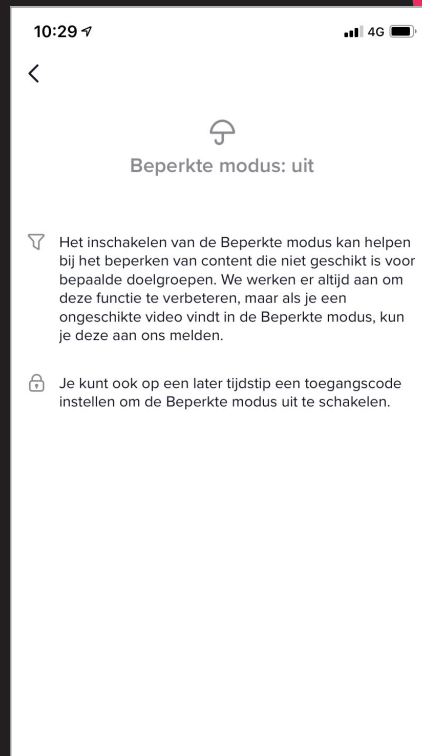 10:29
4G
Beperkte modus: uit
Het inschakelen van de Beperkte modus kan helpen
bij het beperken van content die niet geschikt is voor
bepaalde doelgroepen. We werken er altijd aan om
deze functie te verbeteren, maar als je een
ongeschikte video vindt in de Beperkte modus, kun
je deze aan ons melden.
Je kunt ook op een later tijdstip een toegangscode
instellen om de Beperkte modus uit te schakelen.